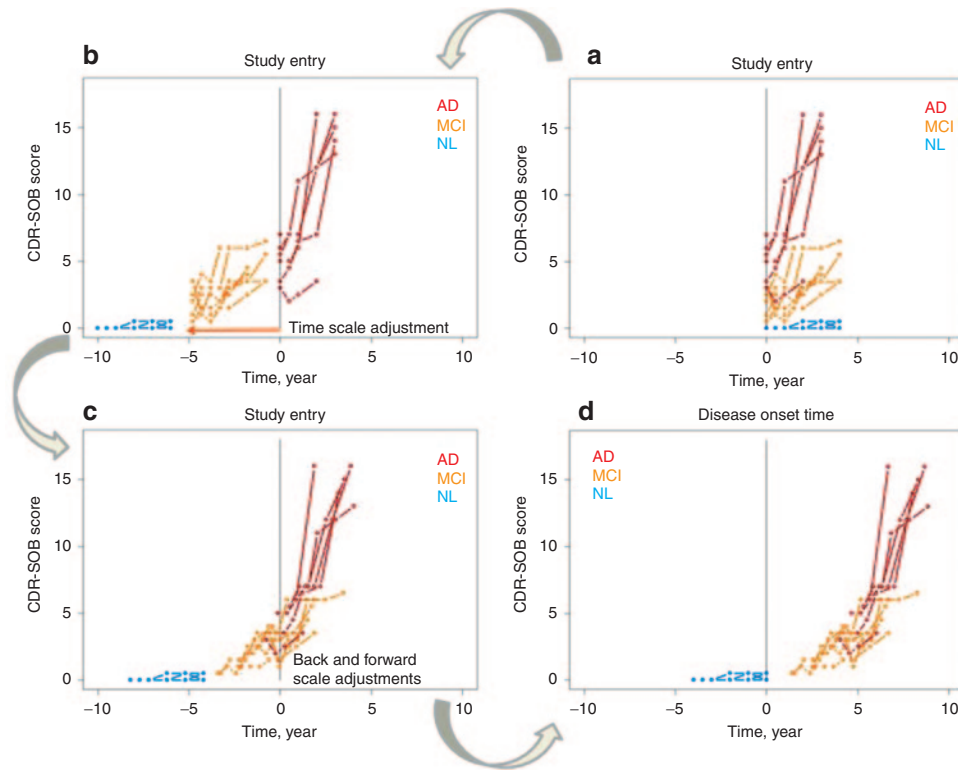 b
Study entry
AD
MCI
NL
CDR-SOB score
15
10
5
0
Time scale adjustment
−10
−5
0
5
10
Time, year
a
Study entry
AD
MCI
NL
CDR-SOB score
15
10
5
0
−10
−5
0
5
10
Time, year
c
Study entry
AD
MCI
NL
CDR-SOB score
15
10
5
0
Back and forward
scale adjustments
−10
−5
0
5
10
Time, year
d
Disease onset time
AD
MCI
NL
CDR-SOB score
15
10
5
0
−10
−5
0
5
10
Time, year